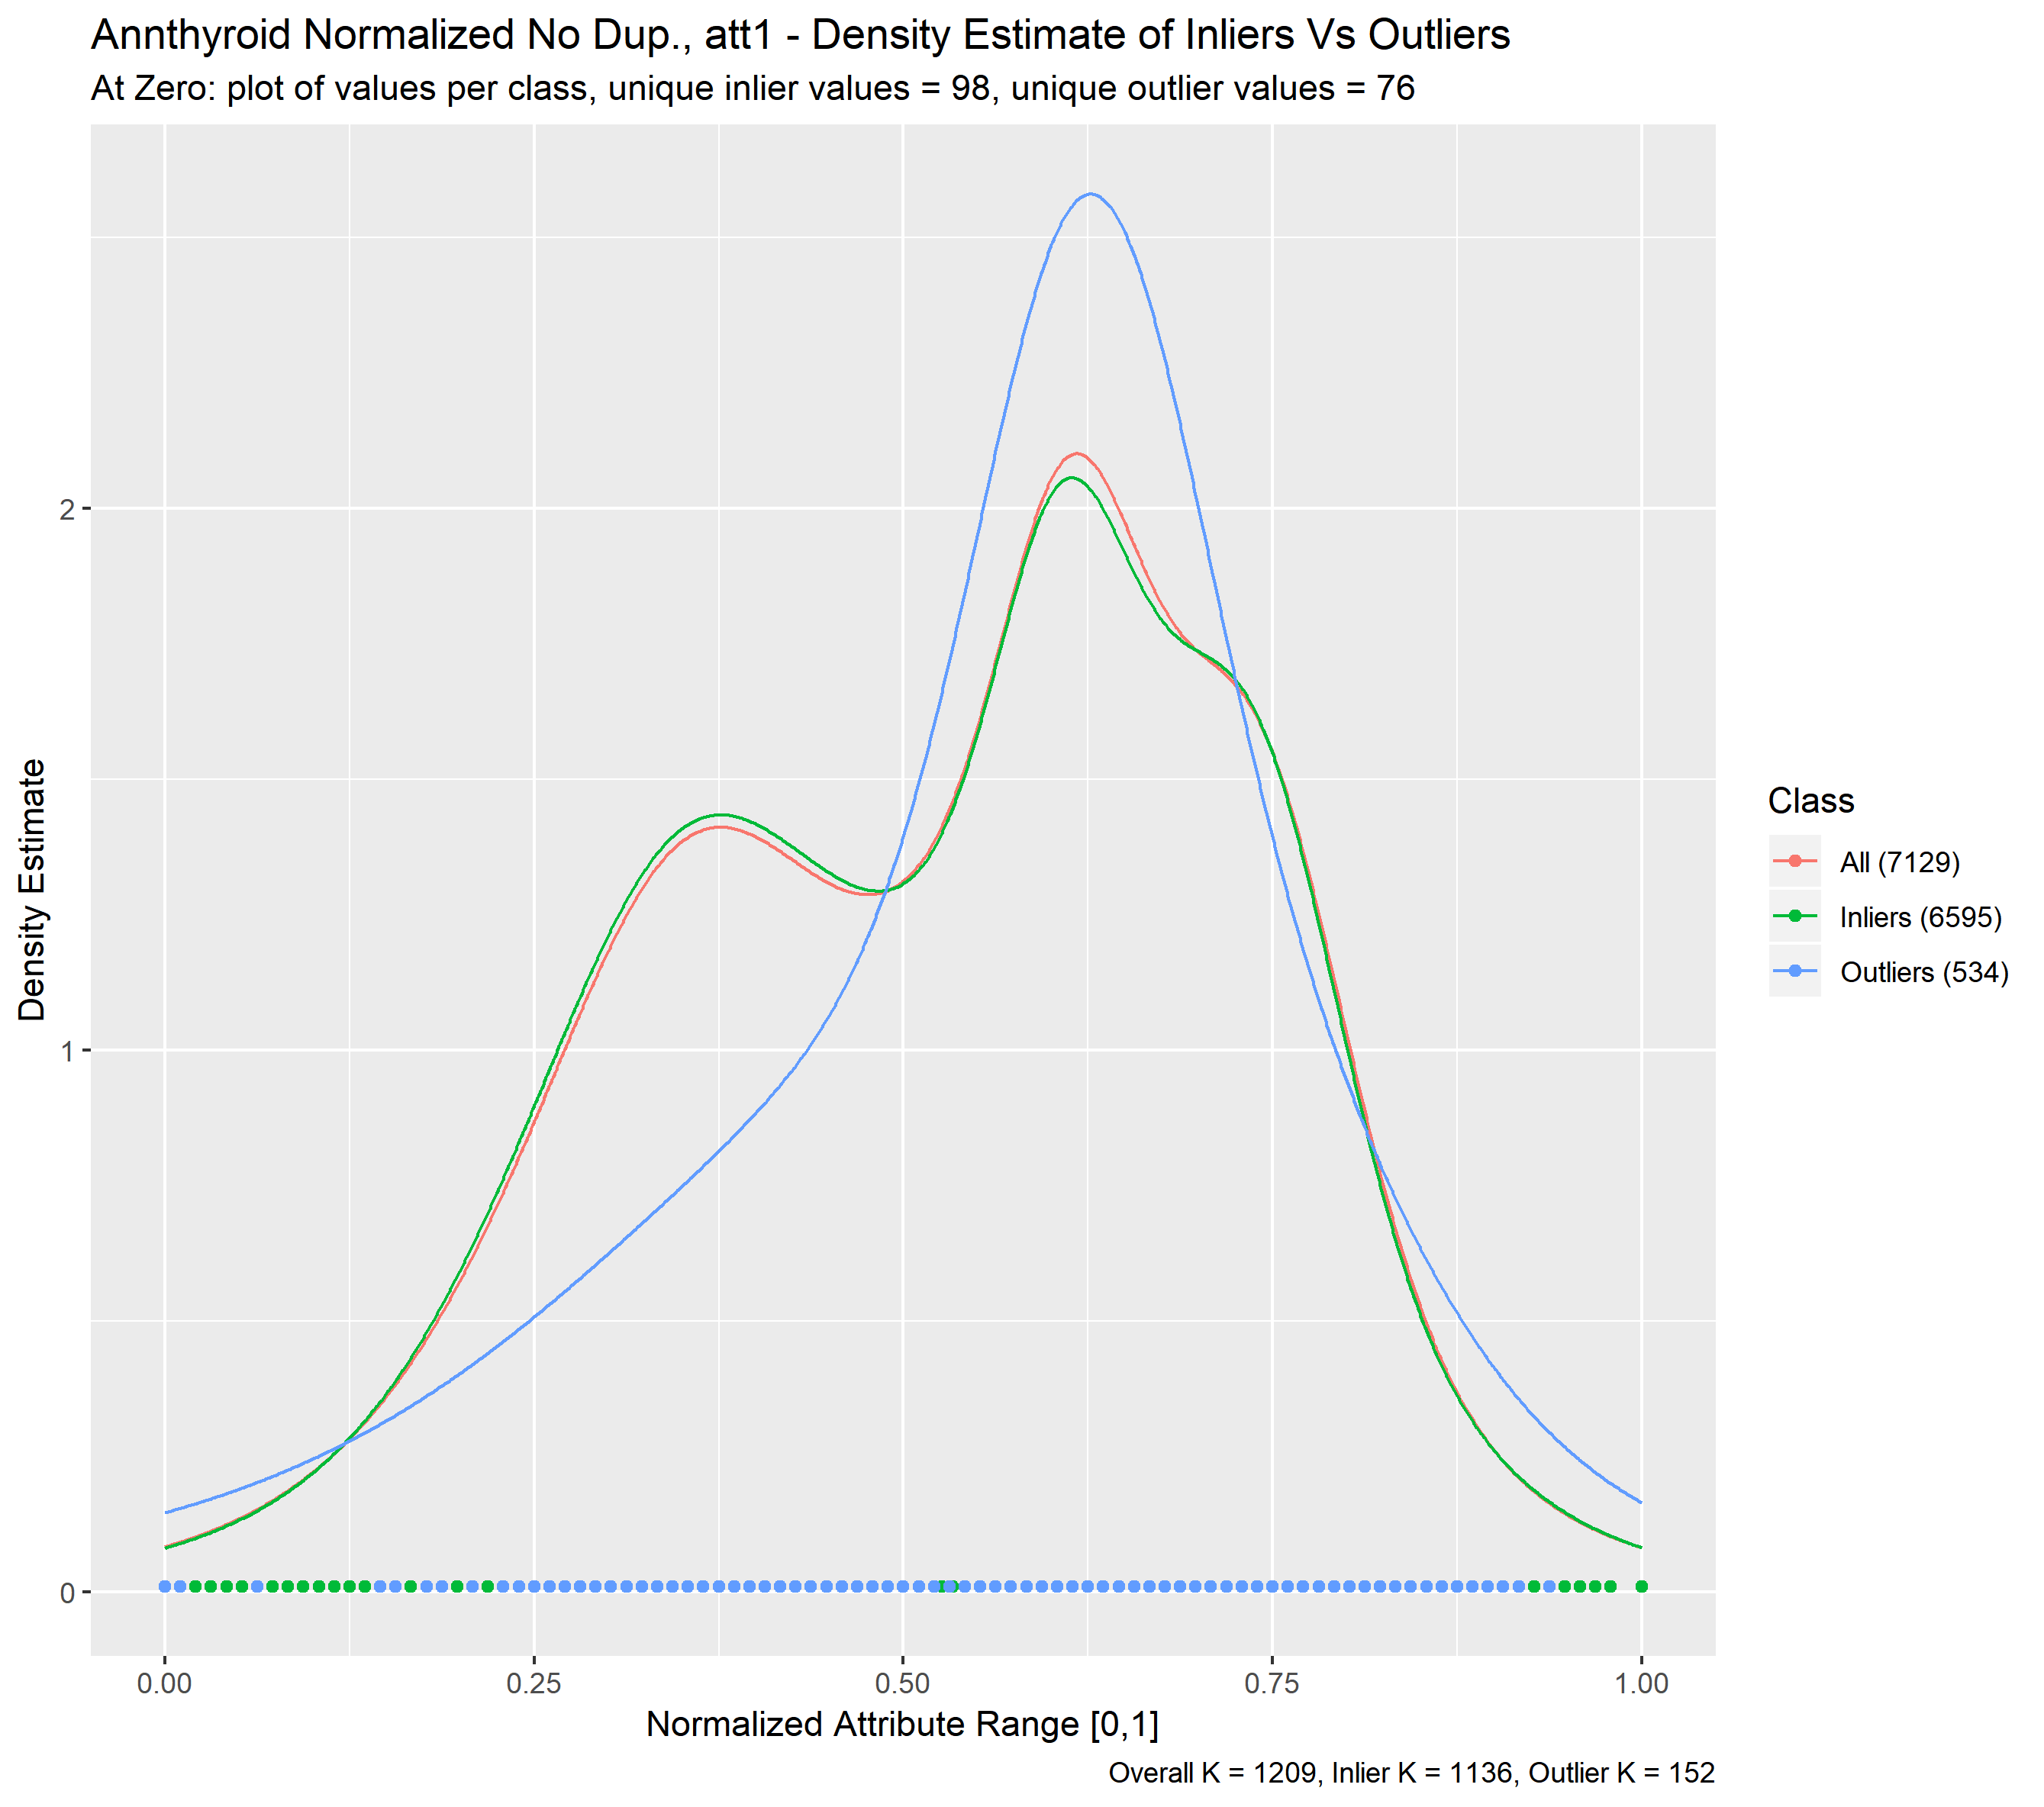 Annthyroid Normalized No Dup., att1 - Density Estimate of Inliers Vs Outliers
At Zero: plot of values per class, unique inlier values = 98, unique outlier values = 76
Density Estimate
2
1
0
0.00
0.25
0.50
0.75
1.00
Normalized Attribute Range [0,1]
Overall K = 1209, Inlier K = 1136, Outlier K = 152
Class
All (7129)
Inliers (6595)
Outliers (534)